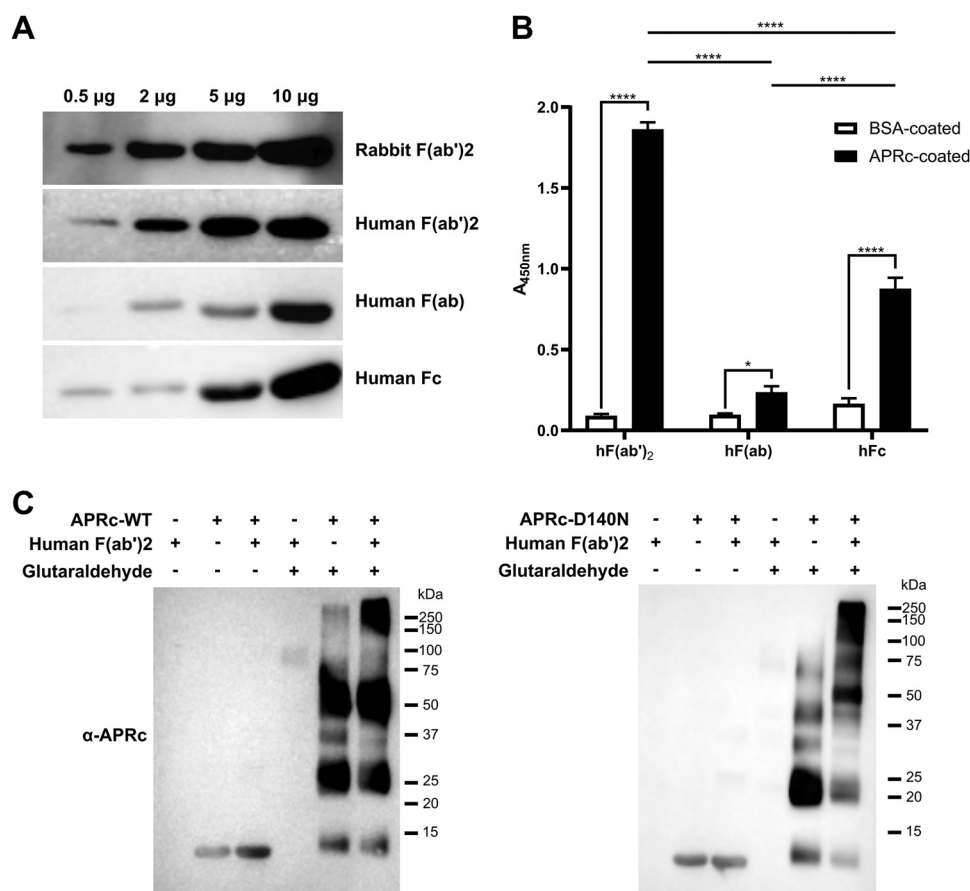 A
0.5 µg 2 µg 5 µg 10 µg
Rabbit F(ab')2
Human F(ab')2
Human F(ab)
Human Fc
B
****
****
****
2.0
1.5
1.0
0.5
0.0
A450nm
****
*
****
BSA-coated
APRc-coated
hF(ab')2
hF(ab)
hFc
C
APRc-WT - + + - + +
Human F(ab')2 + - + + - +
Glutaraldehyde - - - + + +
kDa
250
150
100
75
50
37
25
20
15
α-APRc
APRc-D140N - + + - + +
Human F(ab')2 + - + + - +
Glutaraldehyde - - - + + +
kDa
250
150
100
75
50
37
25
20
15